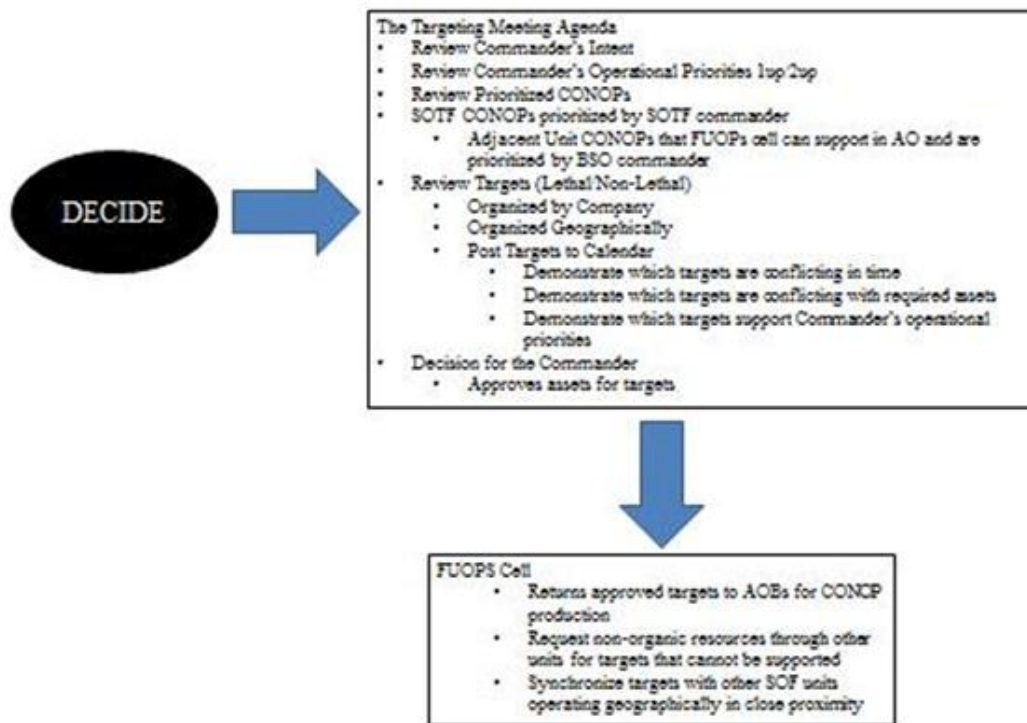 DECIDE
The Targeting Meeting Agenda
• Review Commander's Intent
• Review Commander's Operational Priorities 1up/2up
• Review Prioritized CONOPs
• SOTF CONOPs prioritized by SOTF commander
• Adjacent Unit CONOPs that FUOPs cell can support in AO and are
prioritized by BSO commander
• Review Targets (Lethal/Non-Lethal)
• Organized by Company
• Organized Geographically
• Post Targets to Calendar
• Demonstrate which targets are conflicting in time
• Demonstrate which targets are conflicting with required assets
• Demonstrate which targets support Commander's operational
priorities
• Decision for the Commander
• Approves assets for targets
FUOPS Cell
• Returns approved targets to AOBs for CONOP
production
• Request non-organic resources through other
units for targets that cannot be supported
• Synchronize targets with other SOF units
operating geographically in close proximity